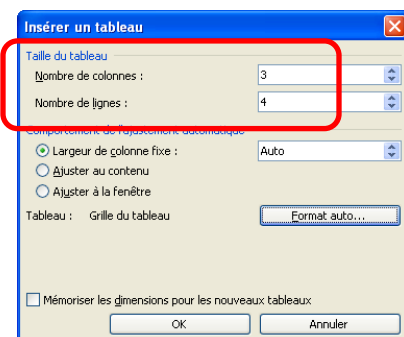 Insérer un tableau
Taille du tableau
Nombre de colonnes : 3
Nombre de lignes : 4
Comportement de l'ajustement automatique
Largeur de colonne fixe : Auto
Ajuster au contenu
Ajuster à la fenêtre
Tableau : Grille du tableau Format auto...
Mémoriser les dimensions pour les nouveaux tableaux
OK Annuler